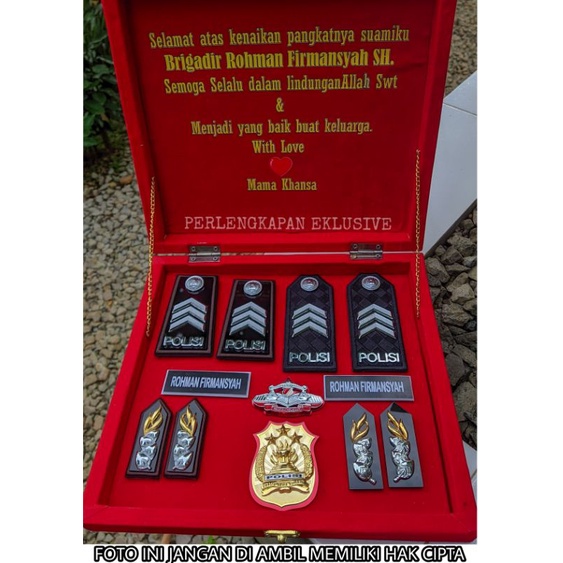 Selamat atas kenaikan pangkatnya suamiku
Brigadir Rohman Firmansyah SH.
Semoga Selalu dalam lindunganAllah Swt
&
Menjadi yang baik buat keluarga.
With Love
Mama Khansa
PERLENGKAPAN EKLUSIVE
POLISI POLISI POLISI POLISI
ROHMAN FIRMANSYAH ROHMAN FIRMANSYAH
POLISI
FOTO INI JANGAN DI AMBIL MEMILIKI HAK CIPTA